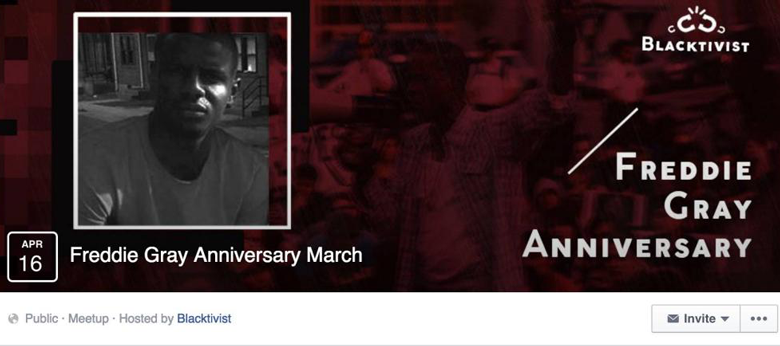 BLACKTIVIST
FREDDIE
GRAY
ANNIVERSARY
APR
16
Freddie Gray Anniversary March
Public · Meetup · Hosted by Blacktivist
Invite